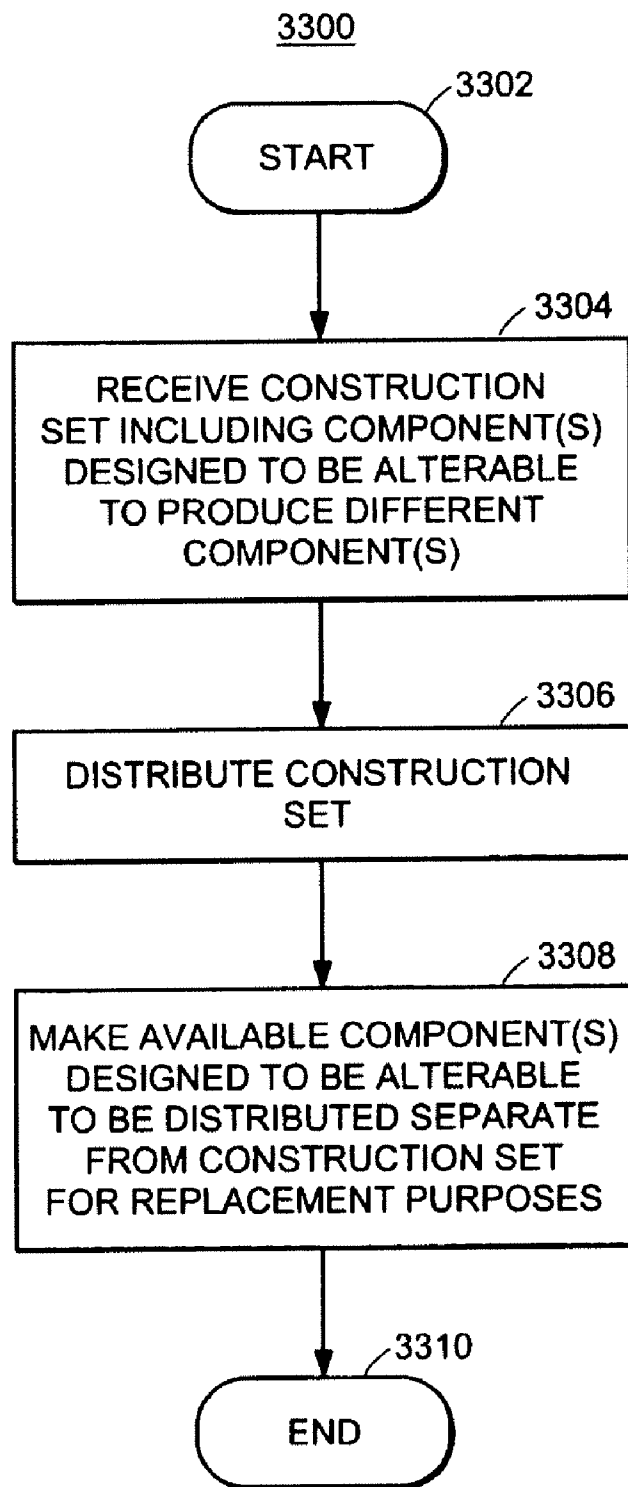 3300
3302
START
3304
RECEIVE CONSTRUCTION
SET INCLUDING COMPONENT(S)
DESIGNED TO BE ALTERABLE
TO PRODUCE DIFFERENT
COMPONENT(S)
3306
DISTRIBUTE CONSTRUCTION
SET
3308
MAKE AVAILABLE COMPONENT(S)
DESIGNED TO BE ALTERABLE
TO BE DISTRIBUTED SEPARATE
FROM CONSTRUCTION SET
FOR REPLACEMENT PURPOSES
3310
END